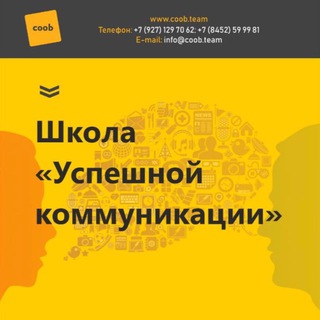 coob
www.coob.team
Телефон: +7 (927) 129 70 62; +7 (8452) 59 99 81
E-mail: info@coob.team
Школа
«Успешной
коммуникации»